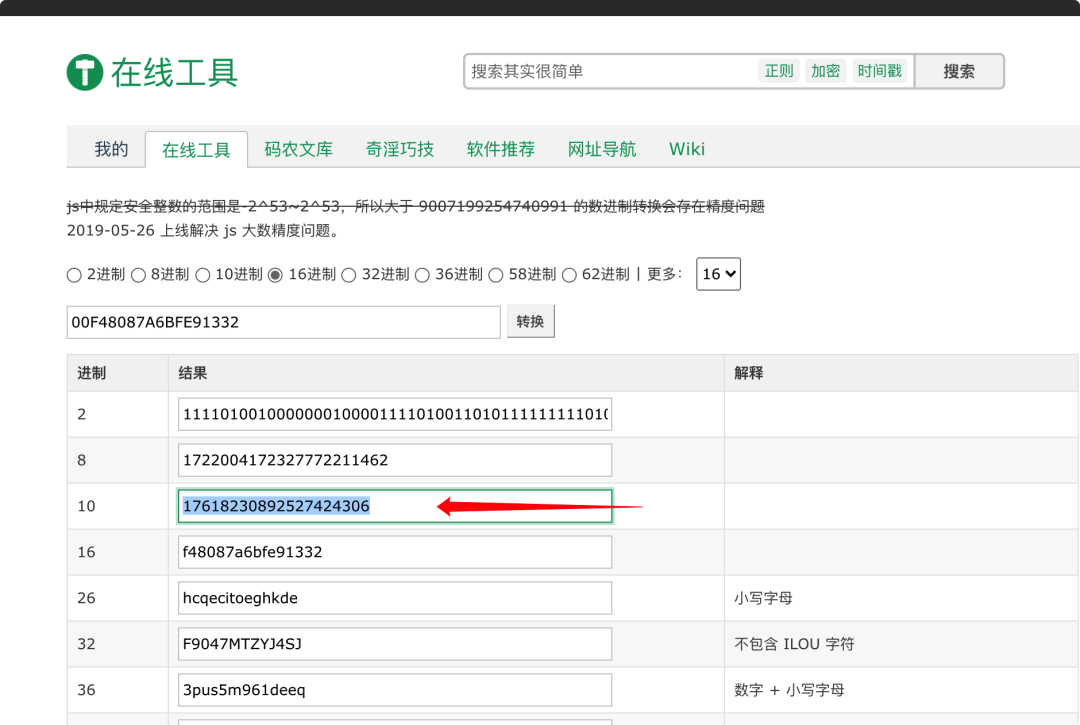 在线工具
搜索其实很简单 正则 加密 时间戳 搜索
我的 在线工具 码农文库 奇淫巧技 软件推荐 网址导航 Wiki
js中规定安全整数的范围是-2^53~2^53，所以大于 9007199254740991 的数进制转换会存在精度问题
2019-05-26 上线解决 js 大数精度问题。
2进制 8进制 10进制 16进制 32进制 36进制 58进制 62进制 | 更多： 16
00F48087A6BFE91332 转换
进制 结果 解释
2 1111010010000000100001111010011010111111111010
8 1722004172327772211462
10 17618230892527424306
16 f48087a6bfe91332
26 hcqecitoeghkde 小写字母
32 F9047MTZYJ4SJ 不包含 ILOU 字符
36 3pus5m961deeq 数字 + 小写字母